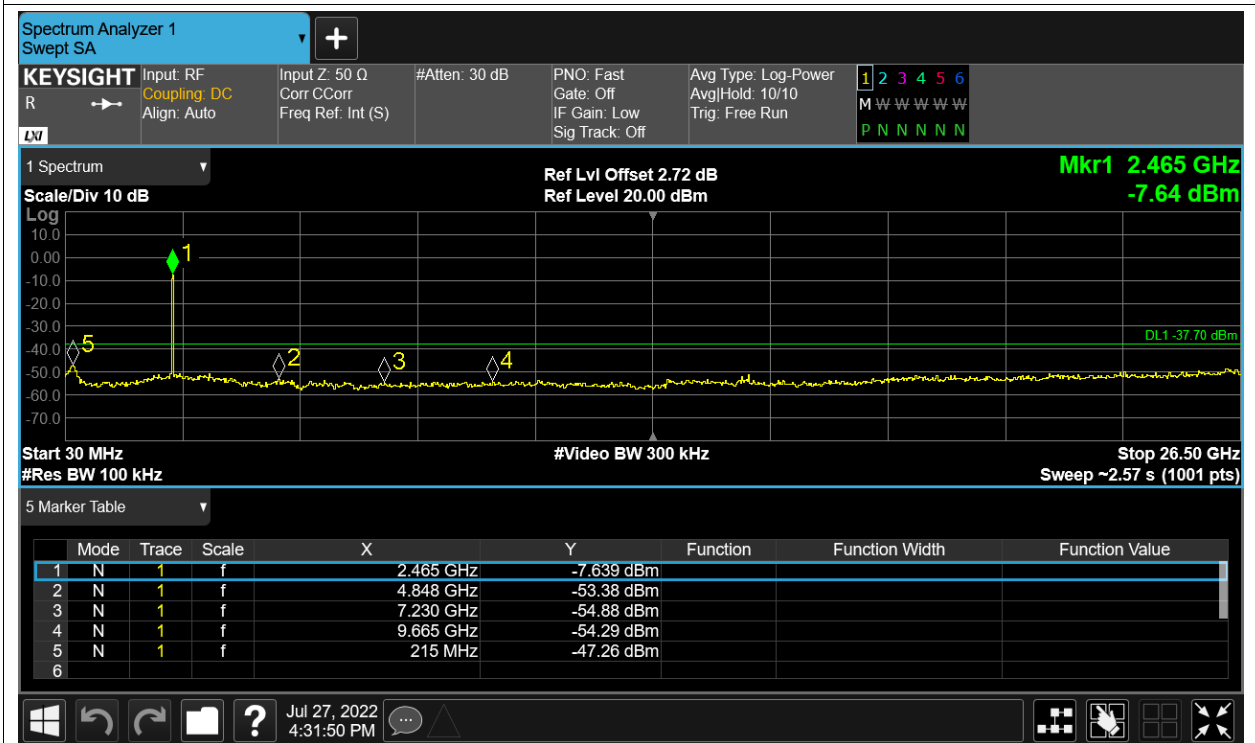 Spectrum Analyzer 1
Swept SA
+
KEYSIGHT Input: RF Input Z: 50 Ω #Atten: 30 dB PNO: Fast Avg Type: Log-Power 1 2 3 4 5 6
R Coupling: DC Corr CCorr Gate: Off Avg|Hold: 10/10 M W W W W W
Align: Auto Freq Ref: Int (S) IF Gain: Low Trig: Free Run
LXI Sig Track: Off P N N N N N
1 Spectrum Ref Lvl Offset 2.72 dB Mkr1 2.465 GHz
Scale/Div 10 dB Ref Level 20.00 dBm -7.64 dBm
Log
10.0
0.00 1
-10.0
-20.0
-30.0
DL1 -37.70 dBm
-40.0 5 2 3 4
-50.0
-60.0
-70.0
Start 30 MHz #Video BW 300 kHz Stop 26.50 GHz
#Res BW 100 kHz Sweep ~2.57 s (1001 pts)
5 Marker Table
Mode Trace Scale X Y Function Function Width Function Value
1 N 1 f 2.465 GHz -7.639 dBm
2 N 1 f 4.848 GHz -53.38 dBm
3 N 1 f 7.230 GHz -54.88 dBm
4 N 1 f 9.665 GHz -54.29 dBm
5 N 1 f 215 MHz -47.26 dBm
6
? Jul 27, 2022
4:31:50 PM